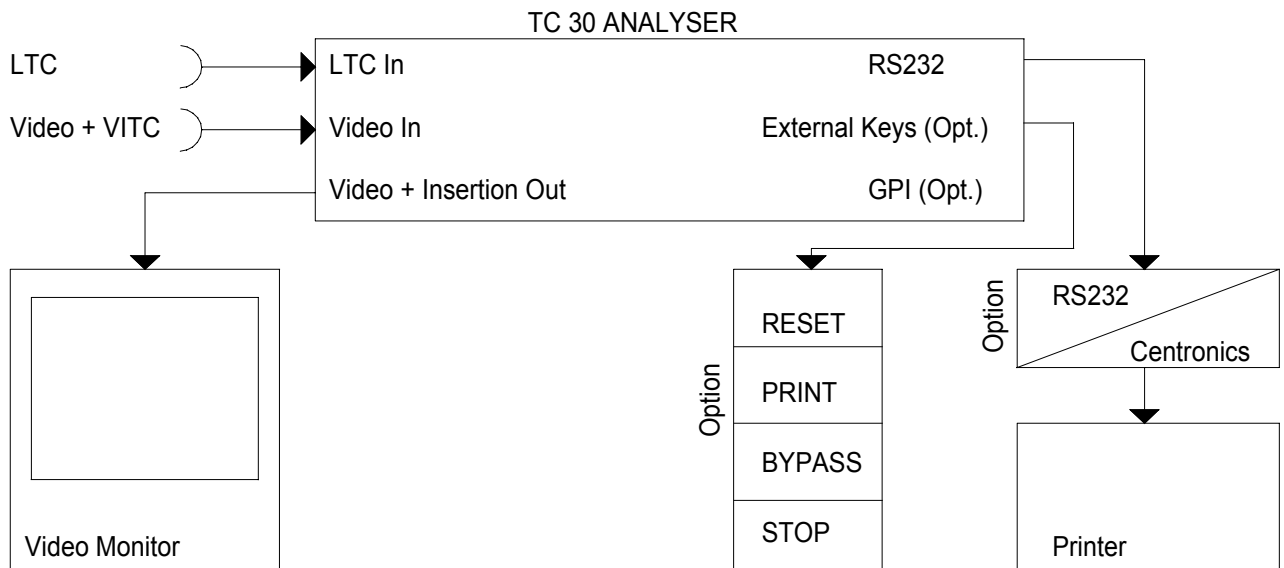 TC 30 ANALYSER
LTC
LTC In
RS232
Video + VITC
Video In
External Keys (Opt.)
Video + Insertion Out
GPI (Opt.)
Video Monitor
Option
RESET
PRINT
BYPASS
STOP
Option
RS232
Centronics
Printer